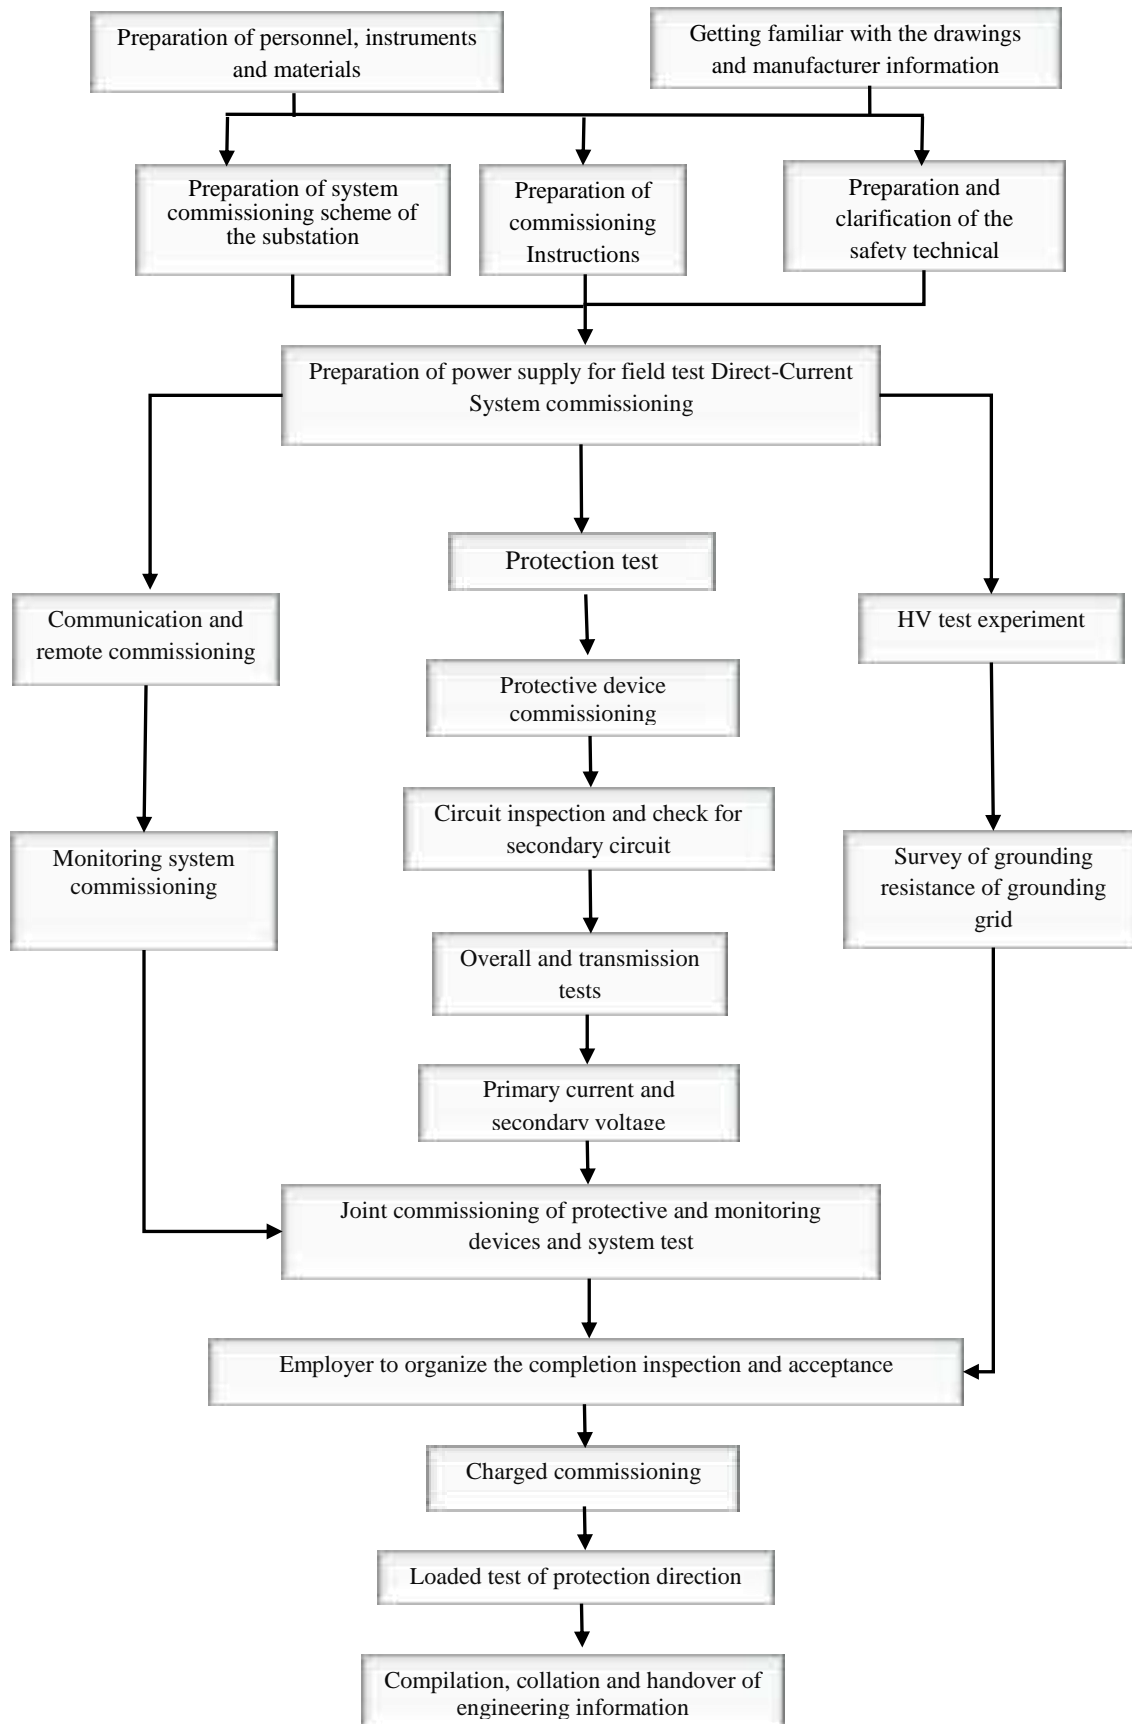 Preparation of personnel, instruments
and materials
Getting familiar with the drawings
and manufacturer information
Preparation of system
commissioning scheme of
the substation
Preparation of
commissioning
Instructions
Preparation and
clarification of the
safety technical
Preparation of power supply for field test Direct-Current
System commissioning
Protection test
Communication and
remote commissioning
HV test experiment
Protective device
commissioning
Circuit inspection and check for
secondary circuit
Monitoring system
commissioning
Survey of grounding
resistance of grounding
grid
Overall and transmission
tests
Primary current and
secondary voltage
Joint commissioning of protective and monitoring
devices and system test
Employer to organize the completion inspection and acceptance
Charged commissioning
Loaded test of protection direction
Compilation, collation and handover of
engineering information